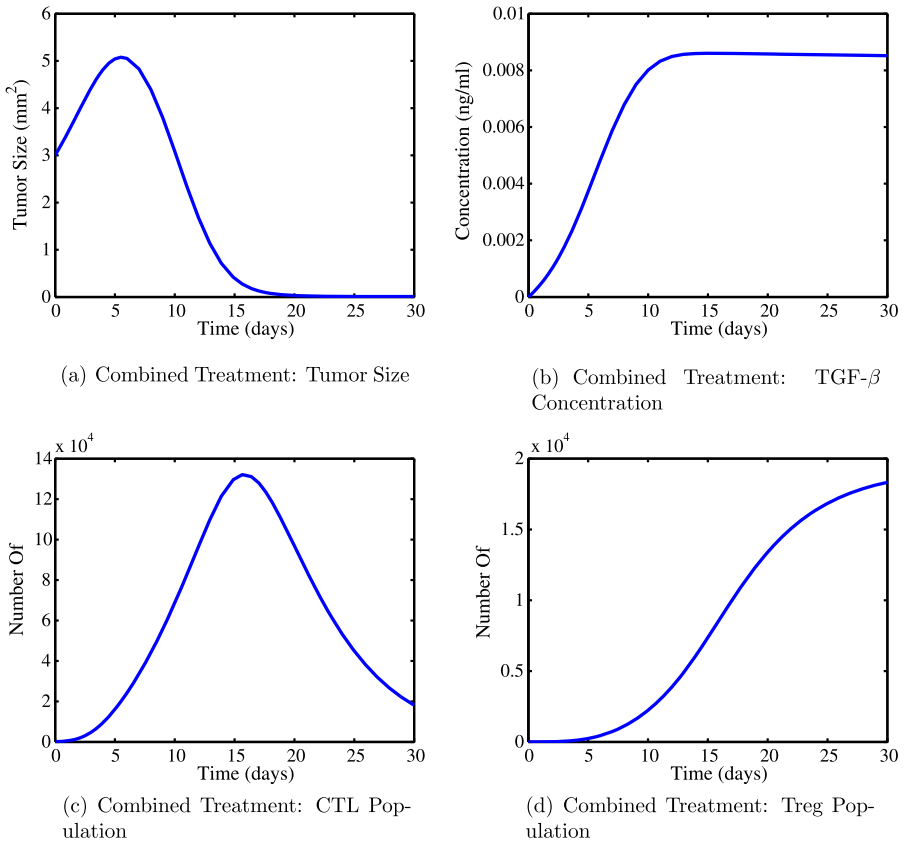 6
5
4
3
2
1
0
Tumor Size (mm²)
0 5 10 15 20 25 30
Time (days)
(a) Combined Treatment: Tumor Size
0.01
0.008
0.006
0.004
0.002
0
Concentration (ng/ml)
0 5 10 15 20 25 30
Time (days)
(b) Combined Treatment: TGF-β
Concentration
x 10⁴
14
12
10
8
6
4
2
0
Number Of
0 5 10 15 20 25 30
Time (days)
(c) Combined Treatment: CTL Pop-
ulation
x 10⁴
2
1.5
1
0.5
0
Number Of
0 5 10 15 20 25 30
Time (days)
(d) Combined Treatment: Treg Pop-
ulation